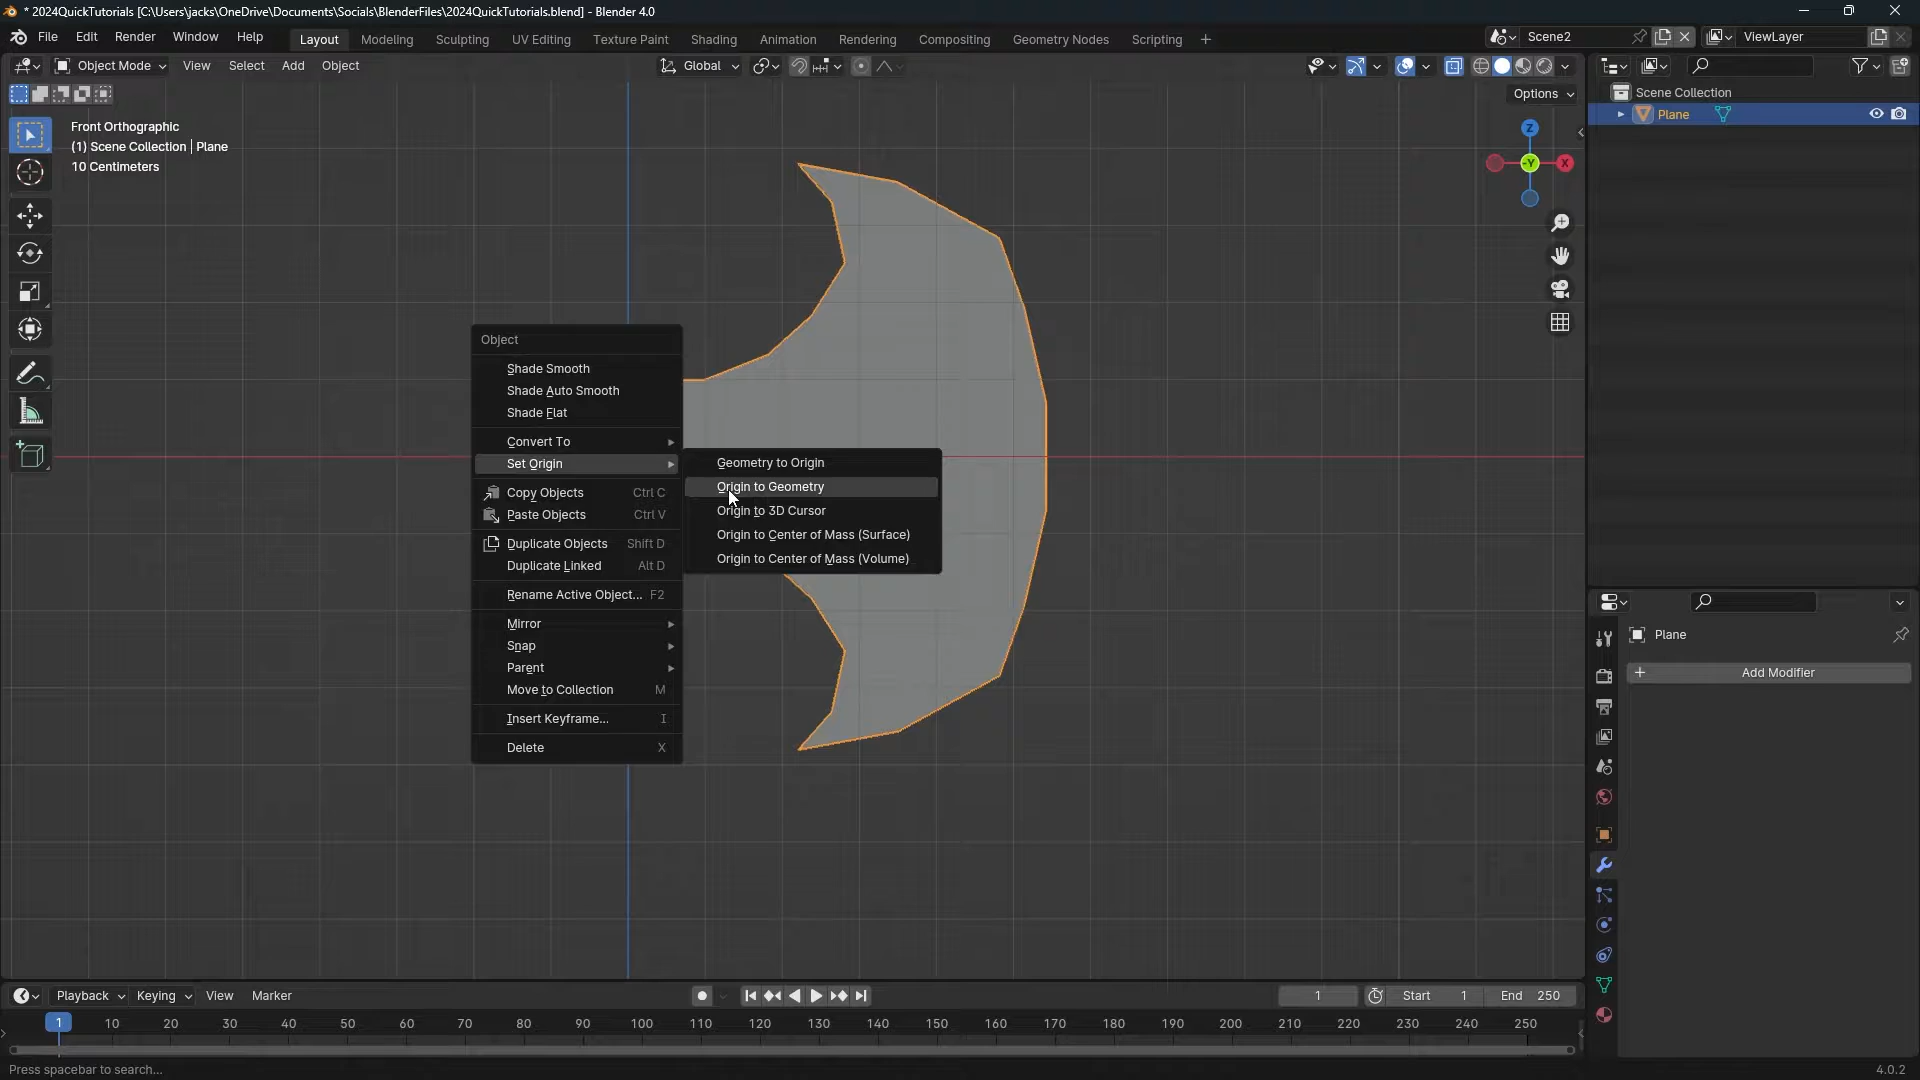 * 2024QuickTutorials [C:\Users\jacks\OneDrive\Documents\Socials\BlenderFiles\2024QuickTutorials.blend] - Blender 4.0
File Edit Render Window Help Layout Modeling Sculpting UV Editing Texture Paint Shading Animation Rendering Compositing Geometry Nodes Scripting + Scene2 ViewLayer
Object Mode View Select Add Object Global
Options
Scene Collection
Plane
Front Orthographic
(1) Scene Collection | Plane
10 Centimeters
Z
-Y
X
Object
Shade Smooth
Shade Auto Smooth
Shade Flat
Convert To
Set Origin
Copy Objects Ctrl C
Paste Objects Ctrl V
Duplicate Objects Shift D
Duplicate Linked Alt D
Rename Active Object... F2
Mirror
Snap
Parent
Move to Collection M
Insert Keyframe... I
Delete X
Geometry to Origin
Origin to Geometry
Origin to 3D Cursor
Origin to Center of Mass (Surface)
Origin to Center of Mass (Volume)
Plane
+ Add Modifier
Playback Keying View Marker 1 Start 1 End 250
1 10 20 30 40 50 60 70 80 90 100 110 120 130 140 150 160 170 180 190 200 210 220 230 240 250
Press spacebar to search... 4.0.2